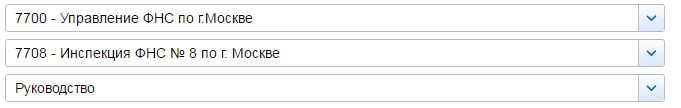 7700 - Управление ФНС по г.Москве
7708 - Инспекция ФНС № 8 по г. Москве
Руководство